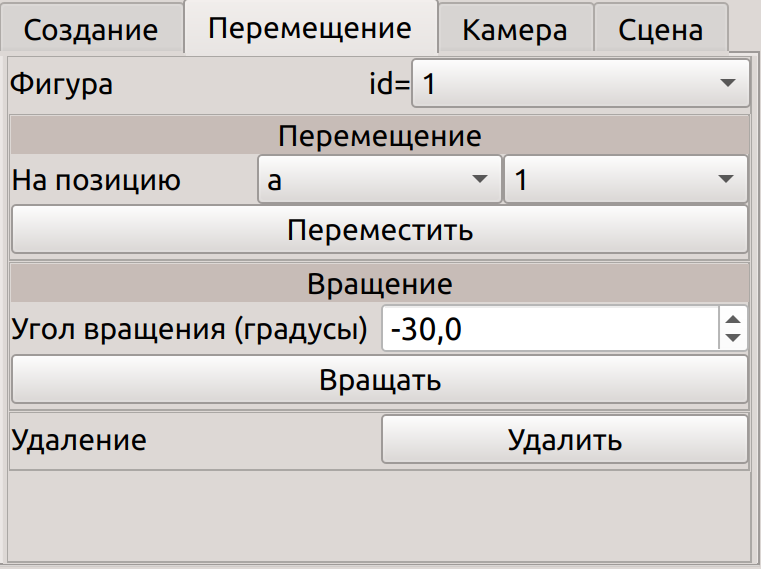 Создание Перемещение Камера Сцена
Фигура id= 1
Перемещение
На позицию a 1
Переместить
Вращение
Угол вращения (градусы) -30,0
Вращать
Удаление Удалить